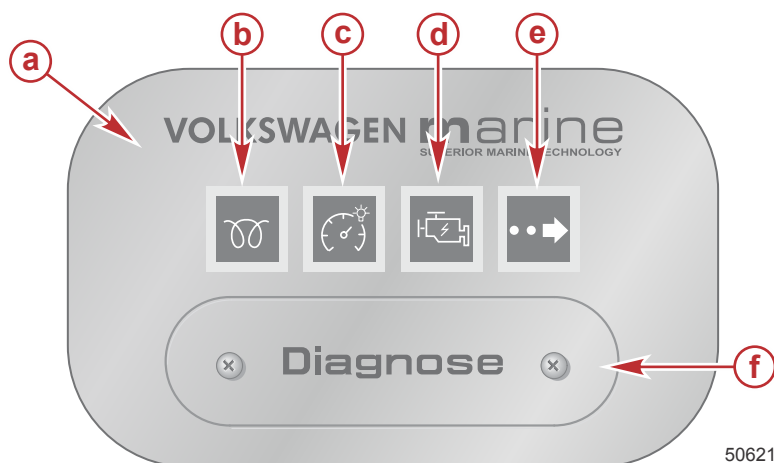 b c d e
a
VOLKSWAGEN marine
SUPERIOR MARINE TECHNOLOGY
Diagnose
f
50621